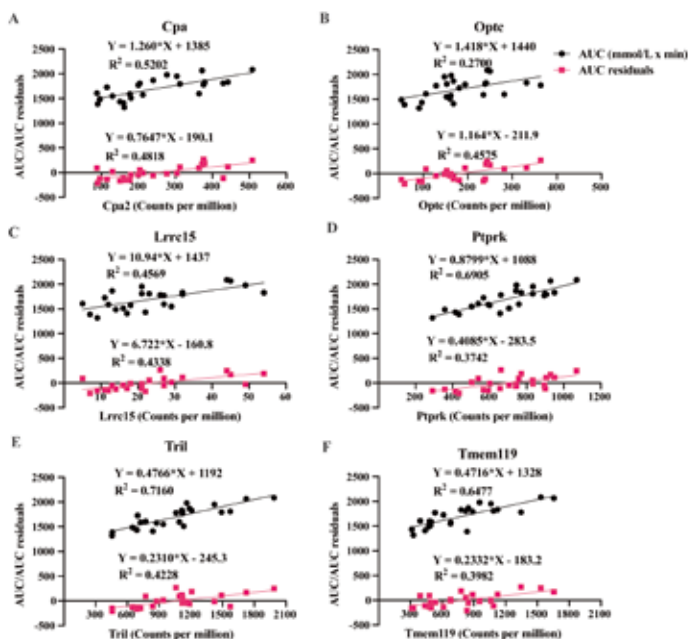 A
Cpa
Y = 1.260*X + 1385
R² = 0.5202
0.7647*X - 190.1
R² = 0.4818
2500
2000
1500
1000
500
0
-500
0 200 400 600
AUC/AUC residuals
Cpa2 (Counts per million)
B
Optc
Y = 1.418*X + 1440
R² = 0.2700
1.164*X - 211.9
R² = 0.4575
2500
2000
1500
1000
500
0
-500
0 100 200 300 400 500
AUC/AUC residuals
Optc (Counts per million)
AUC (mmol/L x min)
AUC residuals
C
Lrrc15
Y = 10.94*X + 1437
R² = 0.4569
Y = 6.722*X - 160.8
R² = 0.4338
2500
2000
1500
1000
500
0
-500
0 20 40 60
AUC/AUC residuals
Lrrc15 (Counts per million)
D
Ptprk
Y = 0.8799*X + 1088
R² = 0.6905
Y = 0.4085*X - 283.5
R² = 0.3742
2500
2000
1500
1000
500
0
-500
200 400 600 800 1000 1200
AUC/AUC residuals
Ptprk (Counts per million)
E
Tril
Y = 0.4766*X + 1192
R² = 0.7160
Y = 0.2310*X - 245.3
R² = 0.4228
2500
2000
1500
1000
500
0
-500
300 600 900 1200 1500 1800 2100
AUC/AUC residuals
Tril (Counts per million)
F
Tmem119
Y = 0.4716*X + 1328
R² = 0.6477
Y = 0.2332*X - 183.2
R² = 0.3982
2500
2000
1500
1000
500
0
-500
300 600 900 1200 1500 1800
AUC/AUC residuals
Tmem119 (Counts per million)